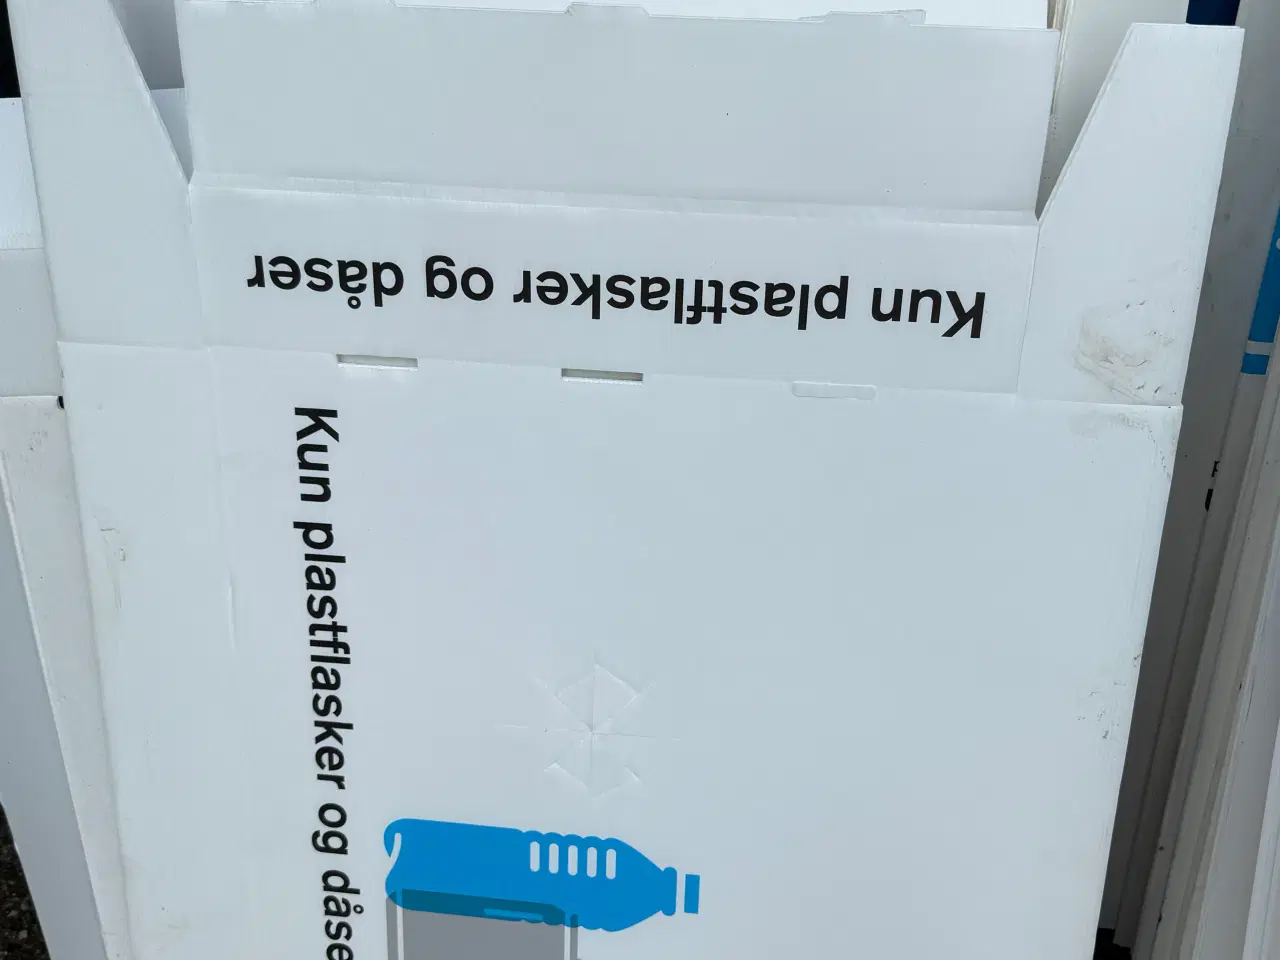 Kun plastflasker og dåser
Kun plastflasker og dåse